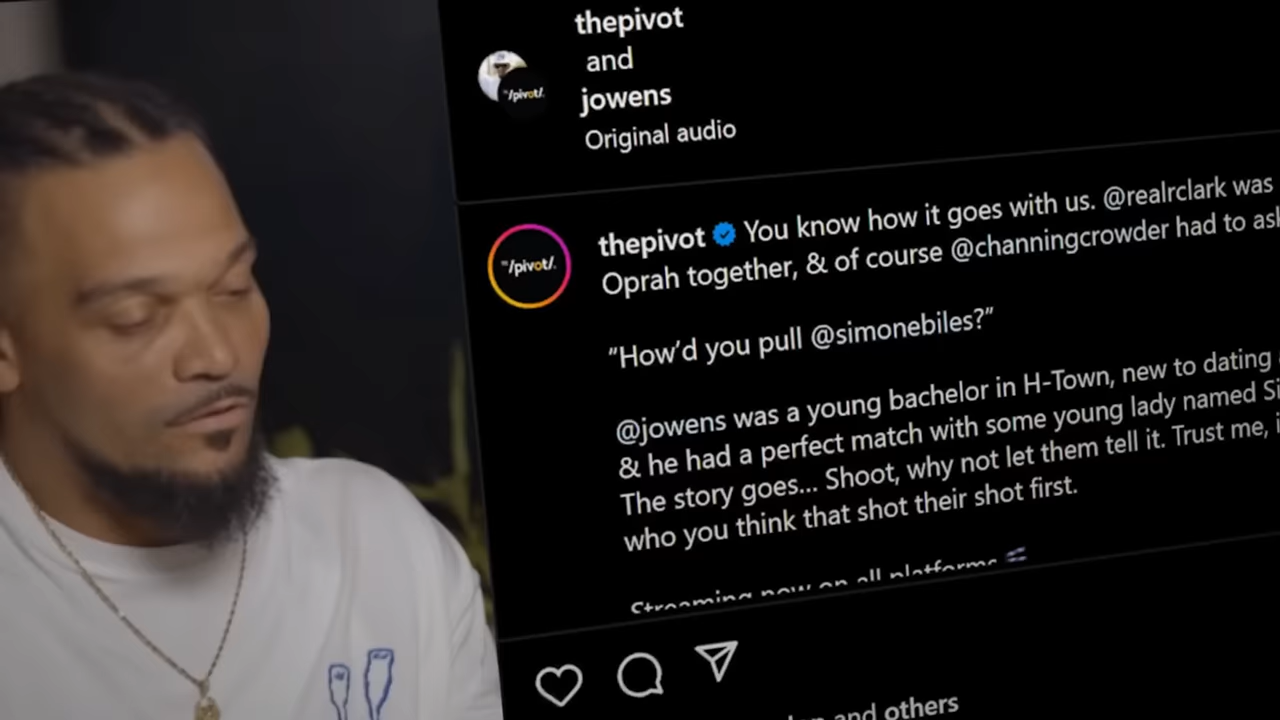 thepivot
and
jowens
Original audio
"/pivot/.
"/pivot/.
thepivot You know how it goes with us. @realrclark was
Oprah together, & of course @channingcrowder had to as
“How’d you pull @simonebiles?”
@jowens was a young bachelor in H-Town, new to dating
& he had a perfect match with some young lady named Si
The story goes... Shoot, why not let them tell it. Trust me, i
who you think that shot their shot first.
Streaming now on all platforms
and others